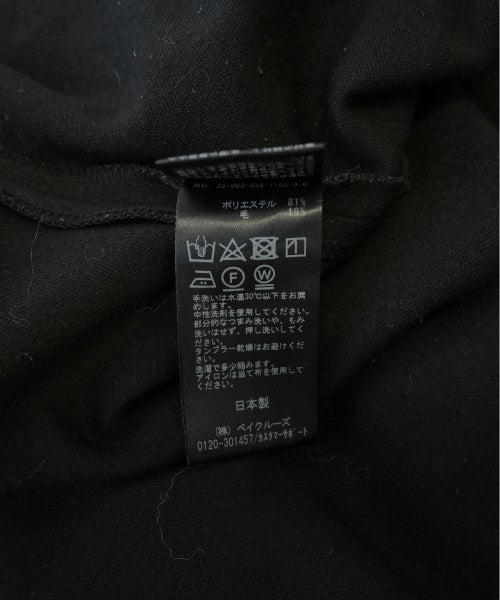 ポリエステル 81%
毛 19%
F W
手洗いは水温30℃以下をお薦
めします。
中性洗剤を使用してください。
部分的なつまみ洗いや、もみ
洗いはせず、押し洗いしてく
ださい。
タンブラー乾燥はお避けくだ
さい。
洗濯で多少縮みます。
アイロンは当て布を使用して
ください。
日本製
(株) ベイクルーズ
0120-301457/カスタマーサポート